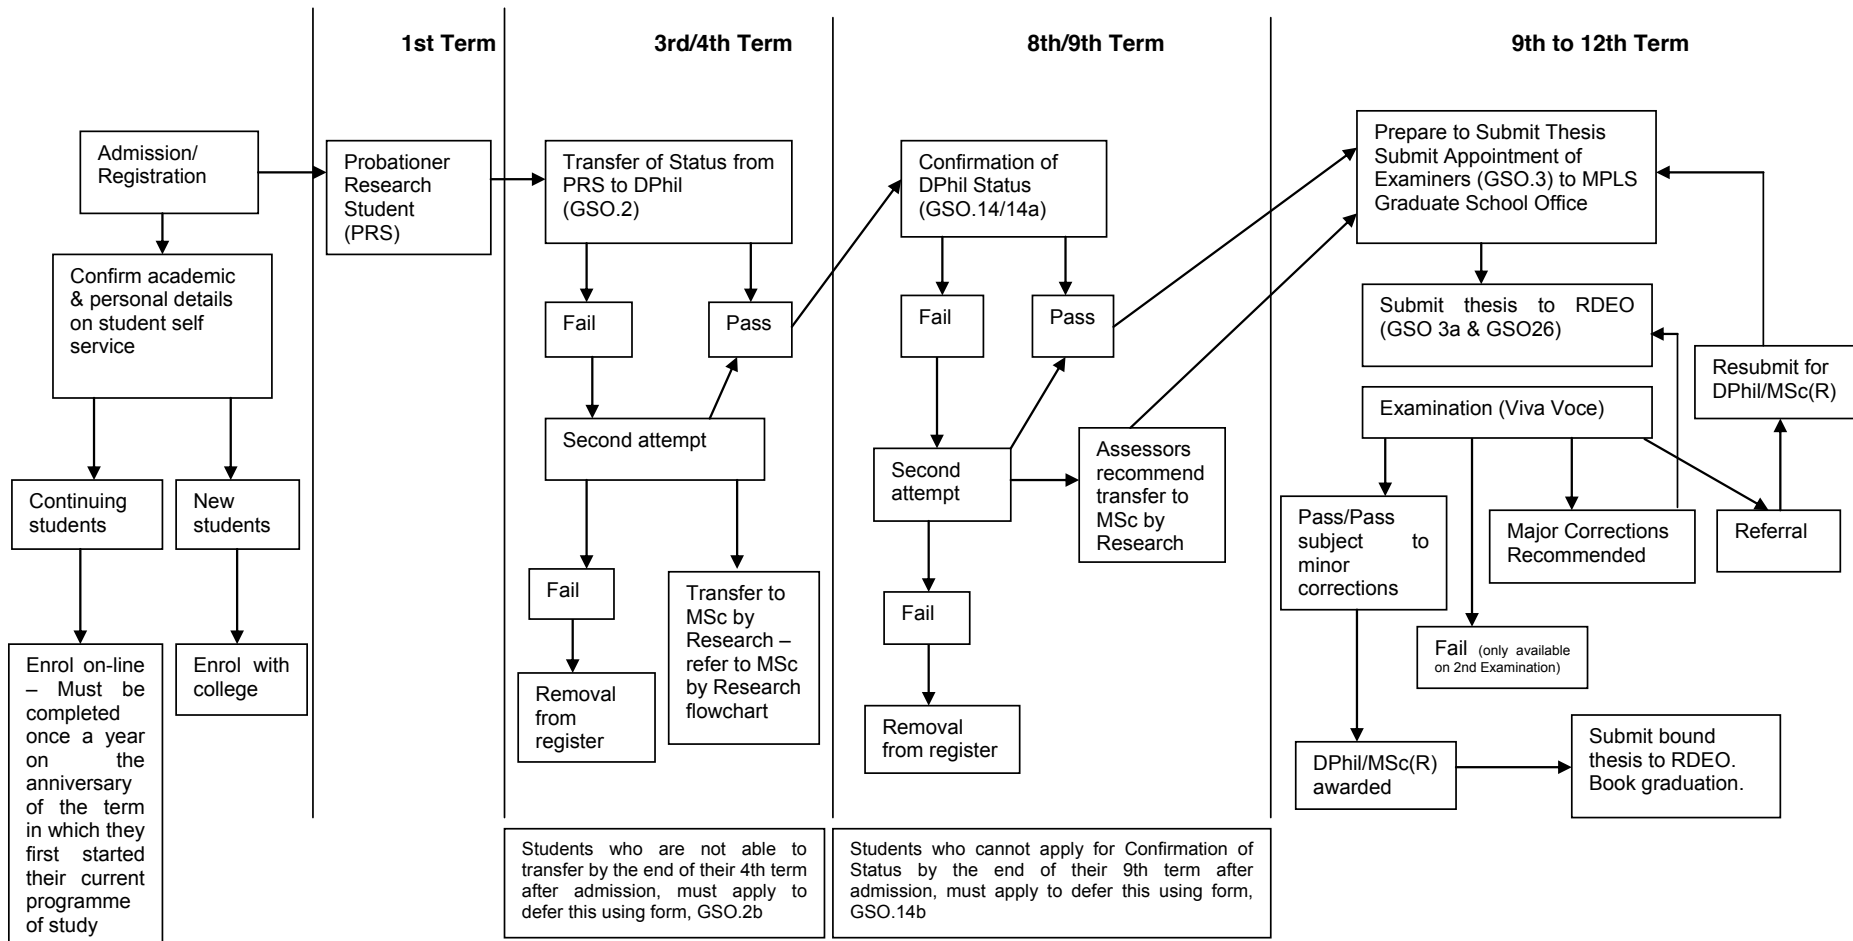 1st Term
3rd/4th Term
8th/9th Term
9th to 12th Term
Admission/
Registration
Confirm academic
& personal details
on student self
service
Continuing
students
New
students
Enrol on-line
– Must be
completed
once a year
on the
anniversary
of the term
in which they
first started
their current
programme
of study
Enrol with
college
Probationer
Research
Student
(PRS)
Transfer of Status from
PRS to DPhil
(GSO.2)
Fail
Pass
Second attempt
Fail
Removal
from
register
Transfer to
MSc by
Research –
refer to MSc
by Research
flowchart
Students who are not able to
transfer by the end of their 4th term
after admission, must apply to
defer this using form, GSO.2b
Confirmation of
DPhil Status
(GSO.14/14a)
Fail
Pass
Second
attempt
Assessors
recommend
transfer to
MSc by
Research
Fail
Removal
from register
Students who cannot apply for Confirmation of
Status by the end of their 9th term after
admission, must apply to defer this using form,
GSO.14b
Prepare to Submit Thesis
Submit Appointment of
Examiners (GSO.3) to MPLS
Graduate School Office
Submit thesis to RDEO
(GSO 3a & GSO26)
Resubmit for
DPhil/MSc(R)
Examination (Viva Voce)
Pass/Pass
subject to
minor
corrections
Major Corrections
Recommended
Referral
Fail (only available
on 2nd Examination)
DPhil/MSc(R)
awarded
Submit bound
thesis to RDEO.
Book graduation.